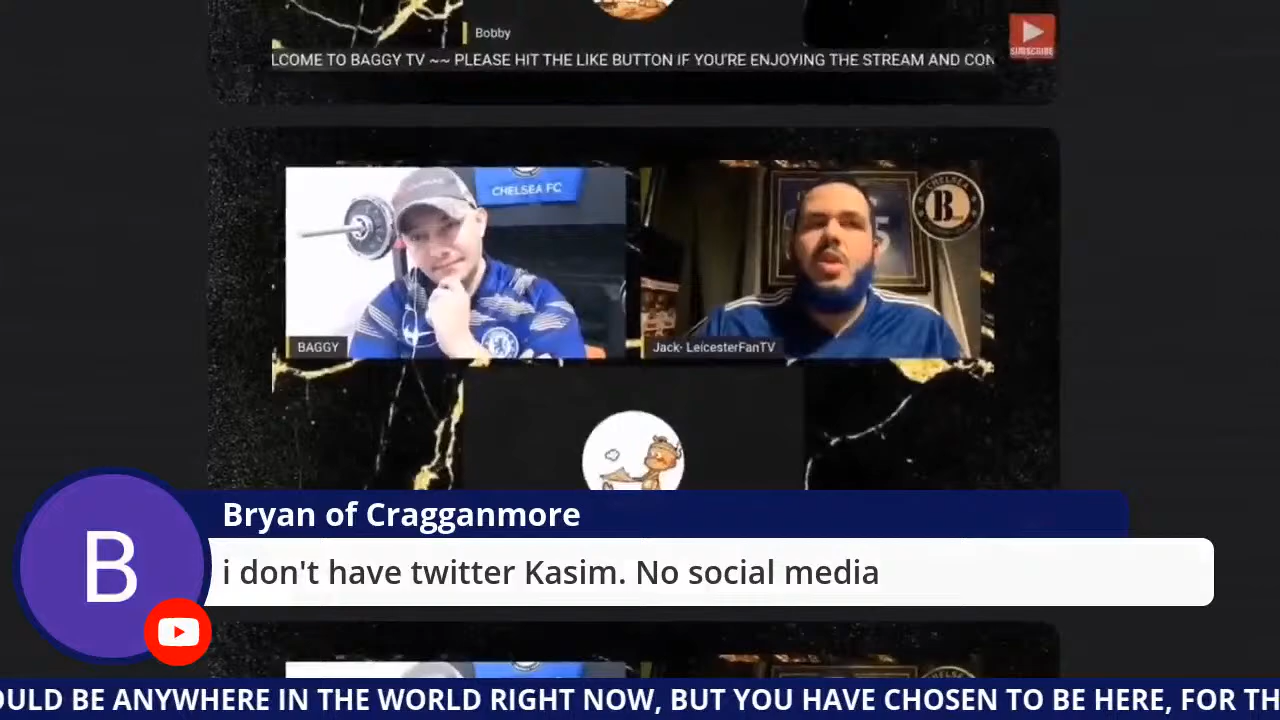 Bobby
SUBSCRIBE
LCOME TO BAGGY TV ~~ PLEASE HIT THE LIKE BUTTON IF YOU'RE ENJOYING THE STREAM AND CON
CHELSEA FC
CHELSEA
B
BAGGY
Jack- LeicesterFanTV
B
Bryan of Cragganmore
i don't have twitter Kasim. No social media
OULD BE ANYWHERE IN THE WORLD RIGHT NOW, BUT YOU HAVE CHOSEN TO BE HERE, FOR TH